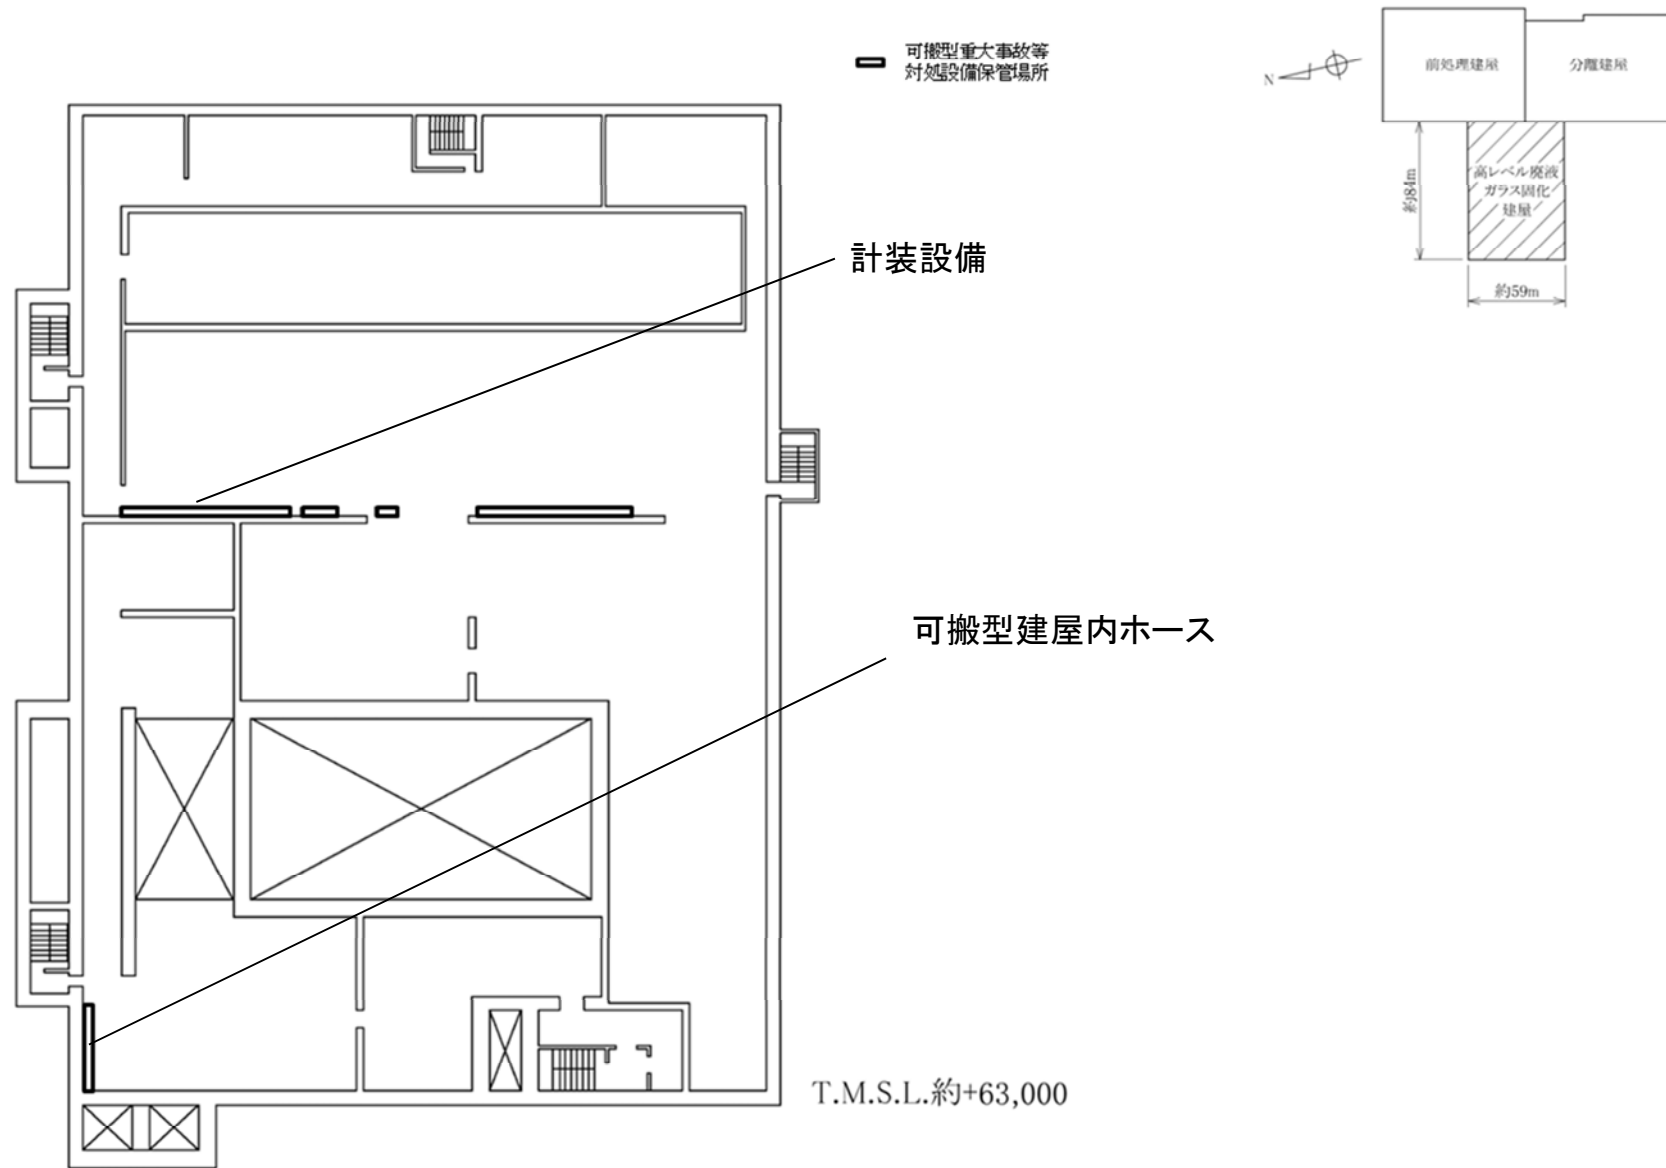 可搬型重大事故等
対処設備保管場所
N
前処理建屋
分離建屋
高レベル廃液
ガラス固化
建屋
約84m
約59m
計装設備
可搬型建屋内ホース
T.M.S.L.約+63,000